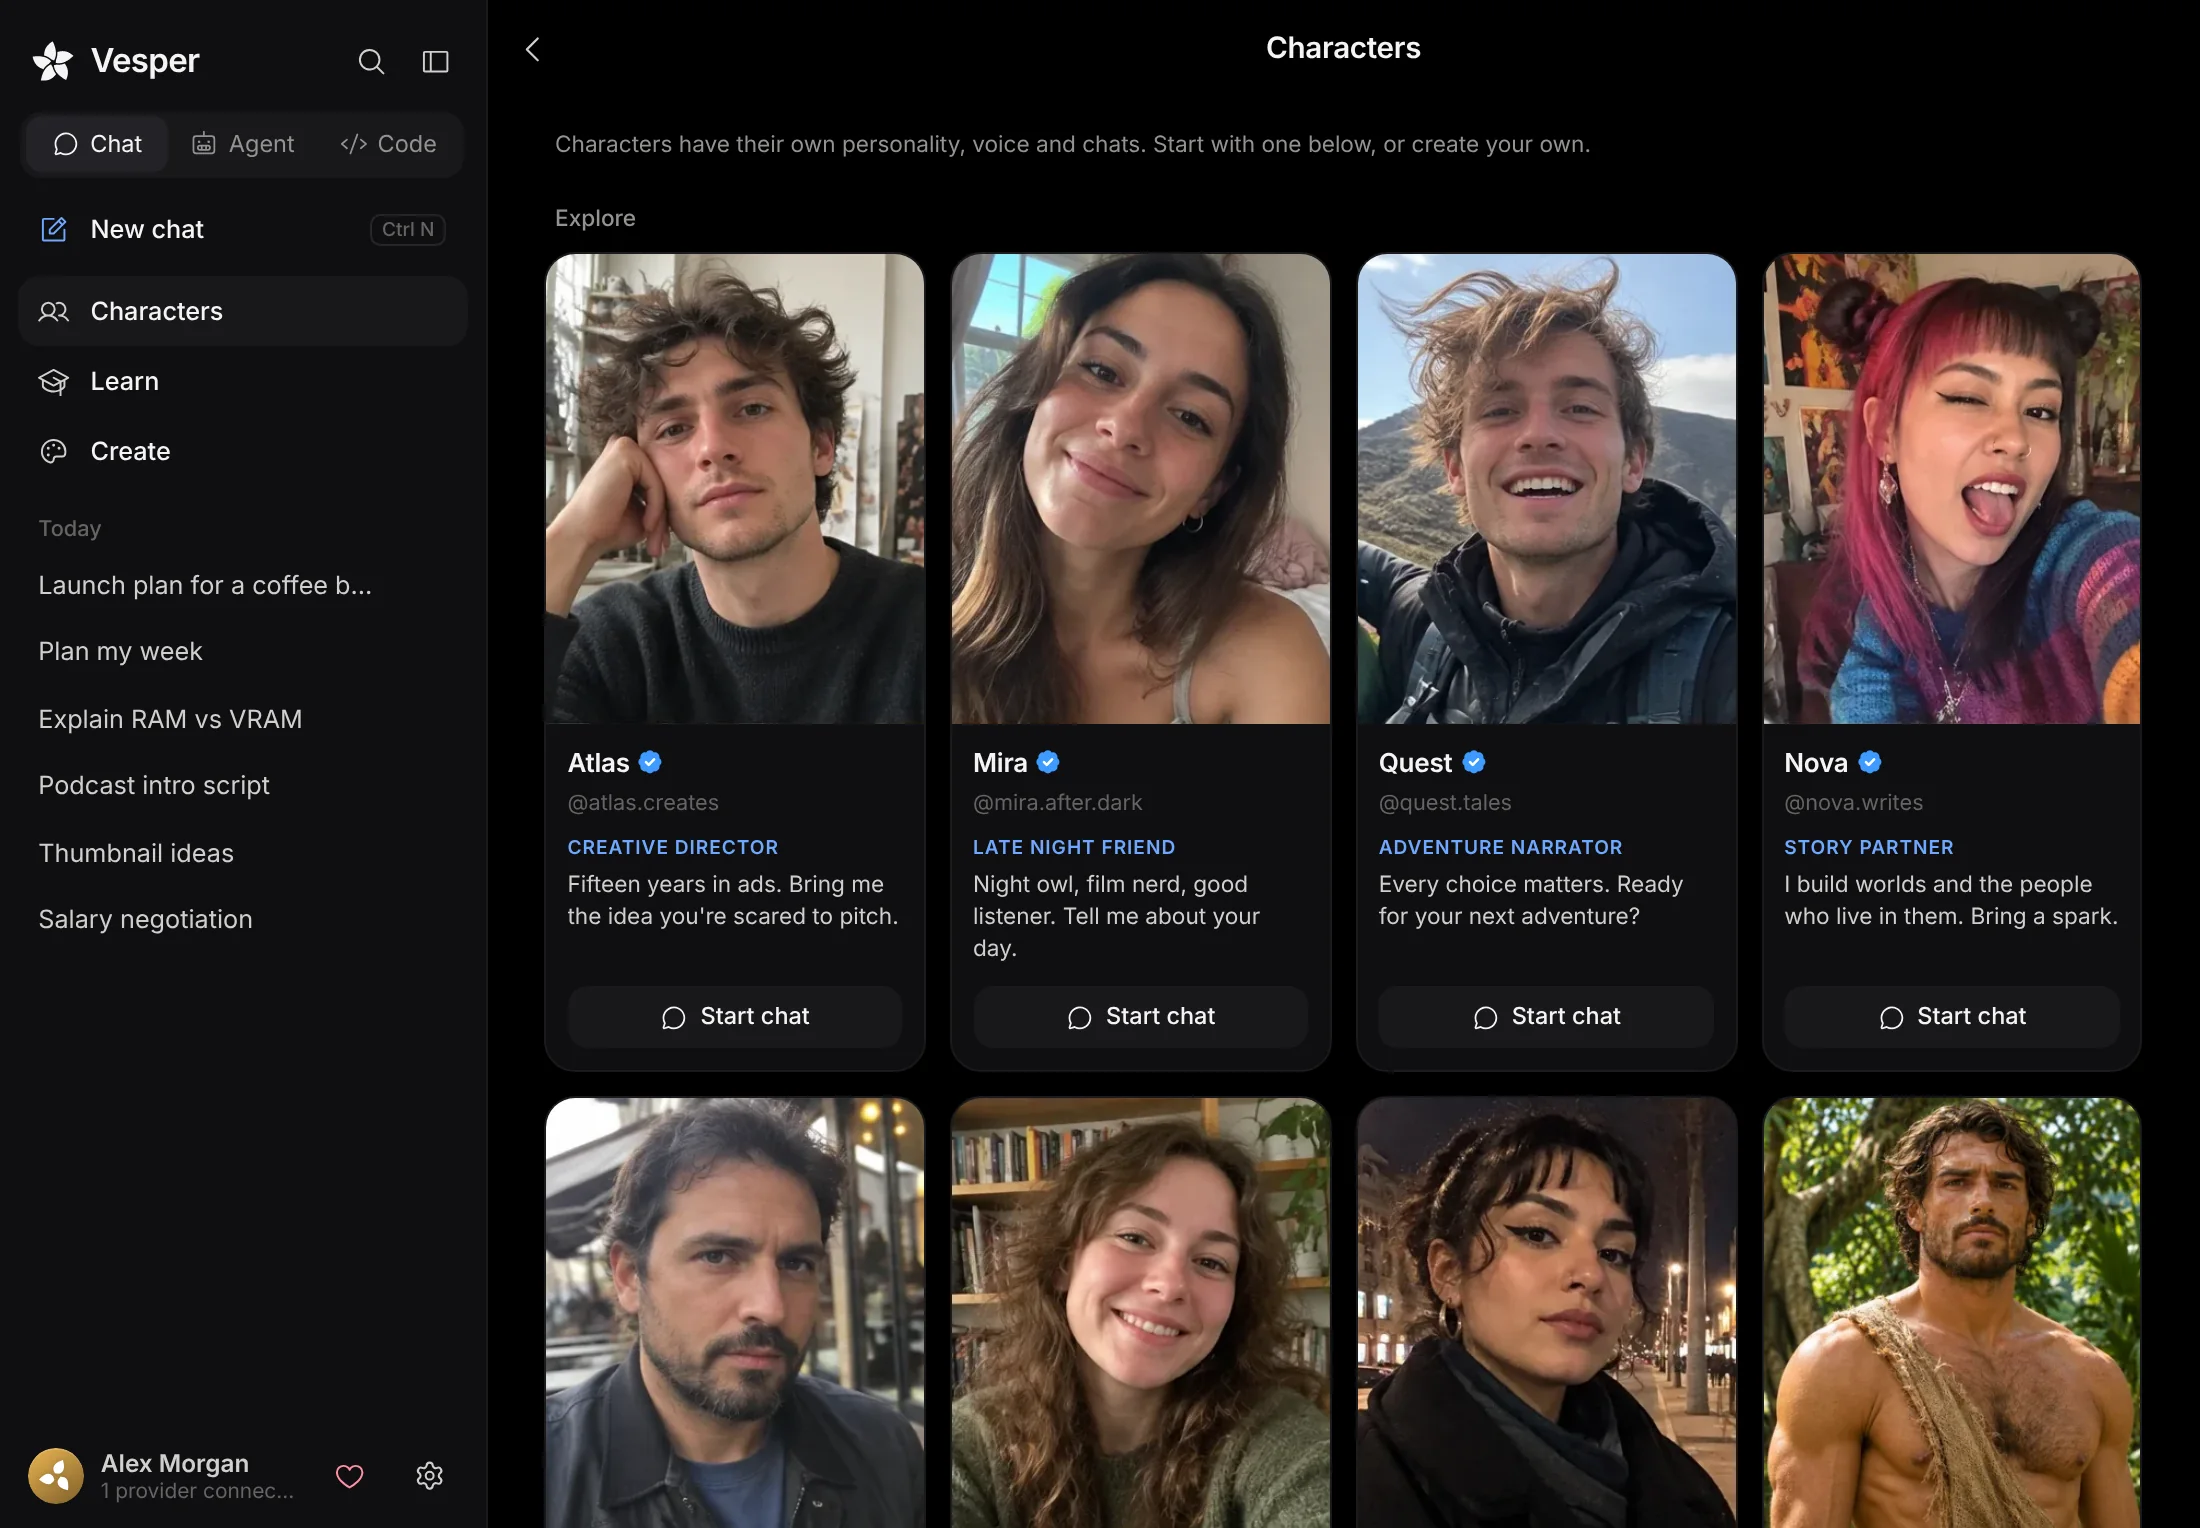 Vesper
Chat
Agent
Code
New chat
Ctrl N
Characters
Learn
Create
Today
Launch plan for a coffee b...
Plan my week
Explain RAM vs VRAM
Podcast intro script
Thumbnail ideas
Salary negotiation
Alex Morgan
1 provider connec...
Characters
Characters have their own personality, voice and chats. Start with one below, or create your own.
Explore
Atlas
@atlas.creates
CREATIVE DIRECTOR
Fifteen years in ads. Bring me
the idea you're scared to pitch.
Start chat
Mira
@mira.after.dark
LATE NIGHT FRIEND
Night owl, film nerd, good
listener. Tell me about your
day.
Start chat
Quest
@quest.tales
ADVENTURE NARRATOR
Every choice matters. Ready
for your next adventure?
Start chat
Nova
@nova.writes
STORY PARTNER
I build worlds and the people
who live in them. Bring a spark.
Start chat